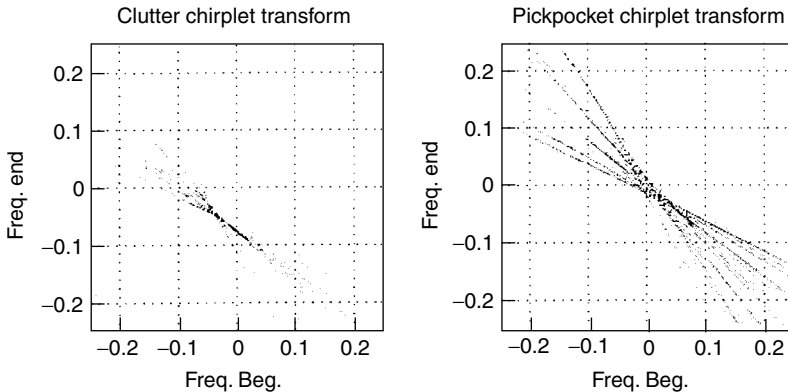 Clutter chirplet transform
Freq. end
0.2
0.1
0
−0.1
−0.2
−0.2 −0.1 0 0.1 0.2
Freq. Beg.
Pickpocket chirplet transform
Freq. end
0.2
0.1
0
−0.1
−0.2
−0.2 −0.1 0 0.1 0.2
Freq. Beg.